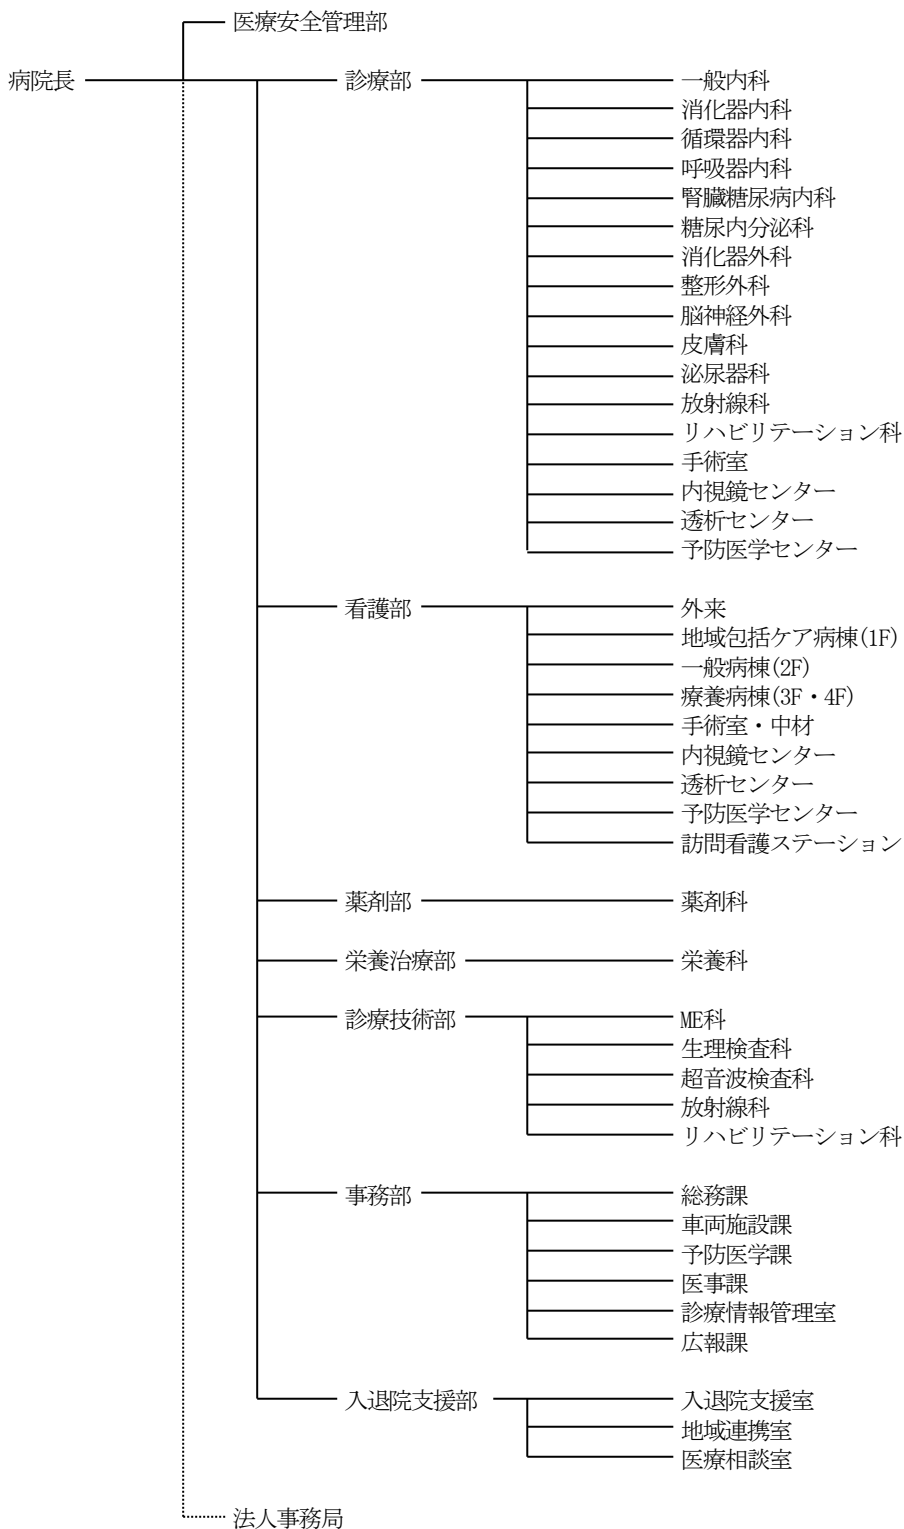 医療安全管理部
病院長
診療部
一般内科
消化器内科
循環器内科
呼吸器内科
腎臓糖尿病内科
糖尿内分泌科
消化器外科
整形外科
脳神経外科
皮膚科
泌尿器科
放射線科
リハビリテーション科
手術室
内視鏡センター
透析センター
予防医学センター
看護部
外来
地域包括ケア病棟(1F)
一般病棟(2F)
療養病棟(3F・4F)
手術室・中材
内視鏡センター
透析センター
予防医学センター
訪問看護ステーション
薬剤部
薬剤科
栄養治療部
栄養科
診療技術部
ME科
生理検査科
超音波検査科
放射線科
リハビリテーション科
事務部
総務課
車両施設課
予防医学課
医事課
診療情報管理室
広報課
入退院支援部
入退院支援室
地域連携室
医療相談室
法人事務局